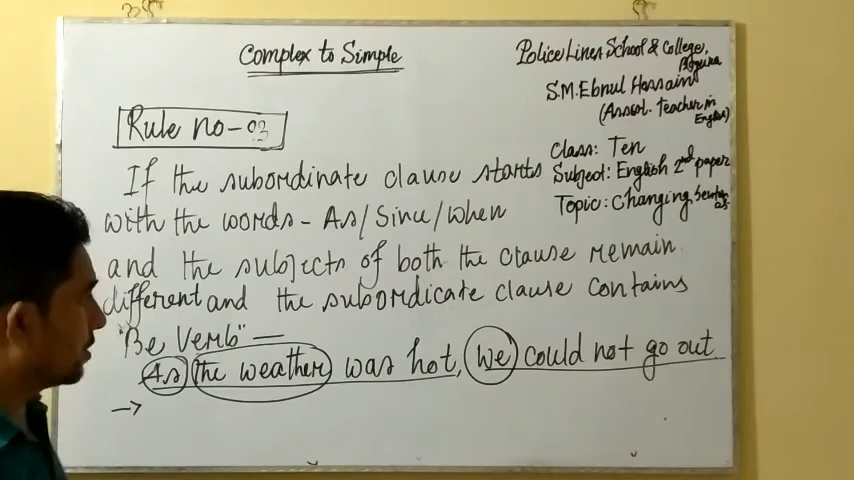 Complex to Simple
Police Lines School & College,
Bogura
S.M. Ebnul Hossain
(Assist. Teacher in
English)
Class: Ten
Subject: English 2nd paper
Topic: Changing Senten
ces
Rule no-03
If the subordinate clause starts
with the words- As/Since/When
and the subjects of both the clause remain
different and the subordicate clause contains
"Be Verb"—
As the weather was hot, we could not go out
→